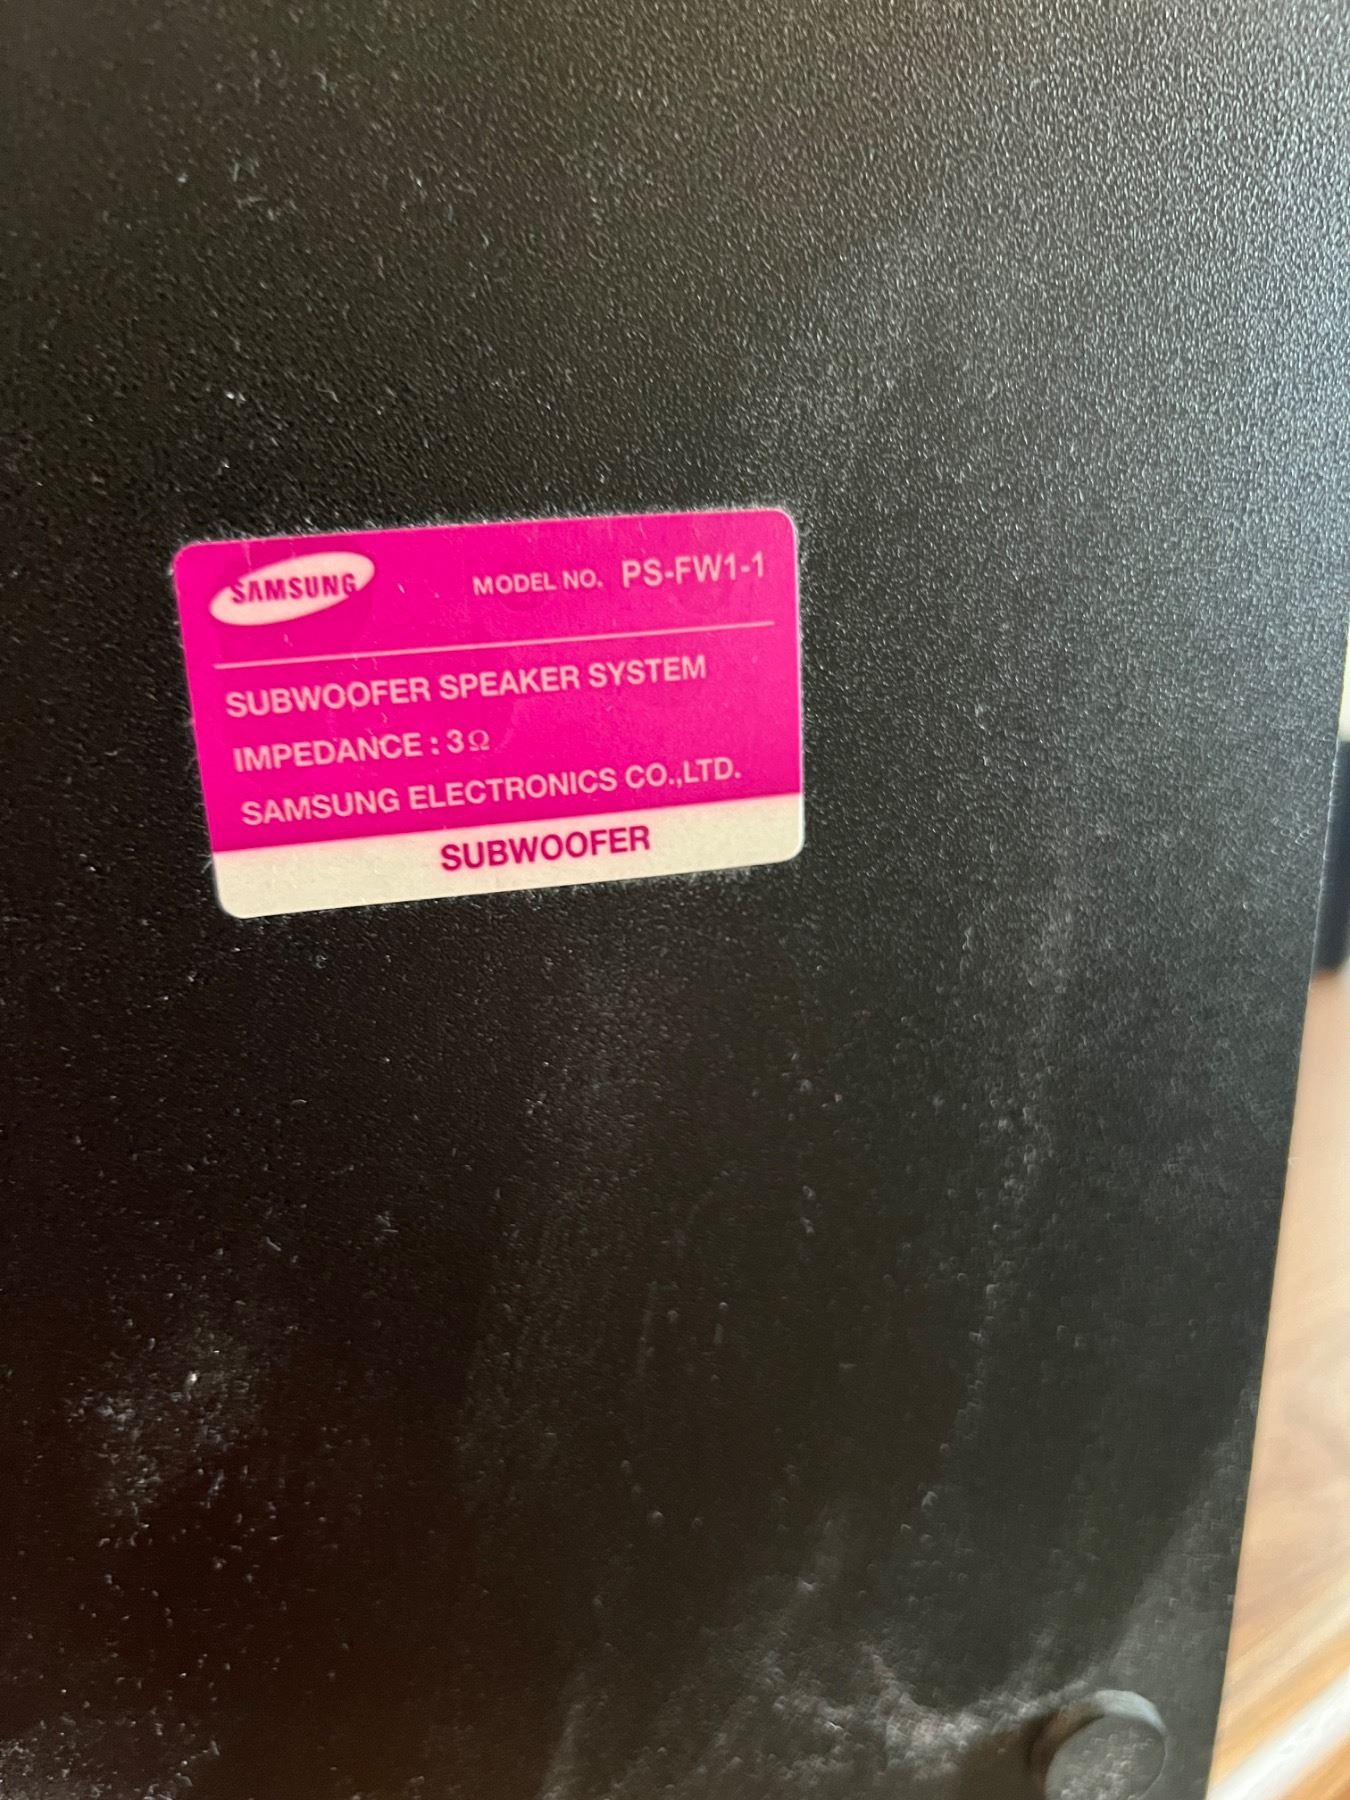 SAMSUNG
MODEL NO. PS-FW1-1
SUBWOOFER SPEAKER SYSTEM
IMPEDANCE : 3Ω
SAMSUNG ELECTRONICS CO.,LTD.
SUBWOOFER